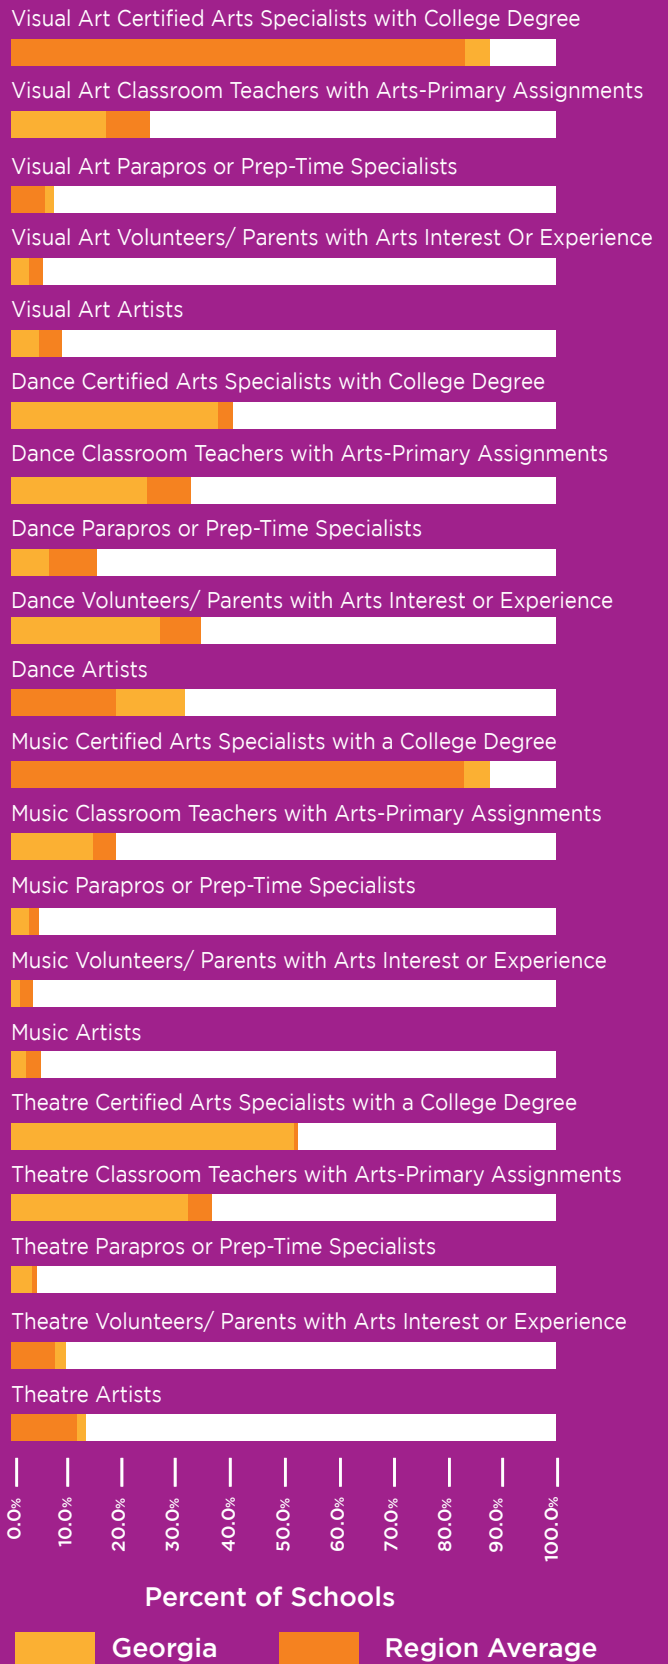 Visual Art Certified Arts Specialists with College Degree
Visual Art Classroom Teachers with Arts-Primary Assignments
Visual Art Parapros or Prep-Time Specialists
Visual Art Volunteers/ Parents with Arts Interest Or Experience
Visual Art Artists
Dance Certified Arts Specialists with College Degree
Dance Classroom Teachers with Arts-Primary Assignments
Dance Parapros or Prep-Time Specialists
Dance Volunteers/ Parents with Arts Interest or Experience
Dance Artists
Music Certified Arts Specialists with a College Degree
Music Classroom Teachers with Arts-Primary Assignments
Music Parapros or Prep-Time Specialists
Music Volunteers/ Parents with Arts Interest or Experience
Music Artists
Theatre Certified Arts Specialists with a College Degree
Theatre Classroom Teachers with Arts-Primary Assignments
Theatre Parapros or Prep-Time Specialists
Theatre Volunteers/ Parents with Arts Interest or Experience
Theatre Artists
0.0% 10.0% 20.0% 30.0% 40.0% 50.0% 60.0% 70.0% 80.0% 90.0% 100.0%
Percent of Schools
Georgia Region Average